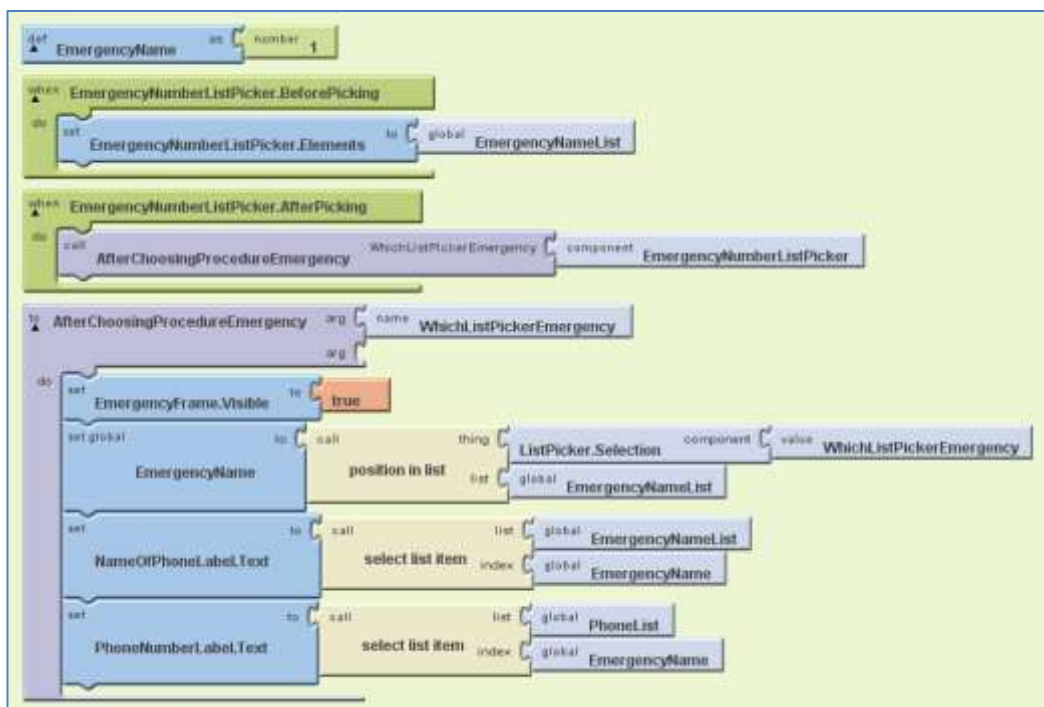 def EmergencyName as number 1
when EmergencyNumberListPicker.BeforePicking
do set EmergencyNumberListPicker.Elements to global EmergencyNameList
when EmergencyNumberListPicker.AfterPicking
do call AfterChoosingProcedureEmergency WhichListPickerEmergency component EmergencyNumberListPicker
to AfterChoosingProcedureEmergency arg name WhichListPickerEmergency
arg
do set EmergencyFrame.Visible to true
set global EmergencyName to call position in list thing ListPicker.Selection component value WhichListPickerEmergency
list global EmergencyNameList
set NameOfPhoneLabel.Text to call select list item list global EmergencyNameList
index global EmergencyName
set PhoneNumberLabel.Text to call select list item list global PhoneList
index global EmergencyName